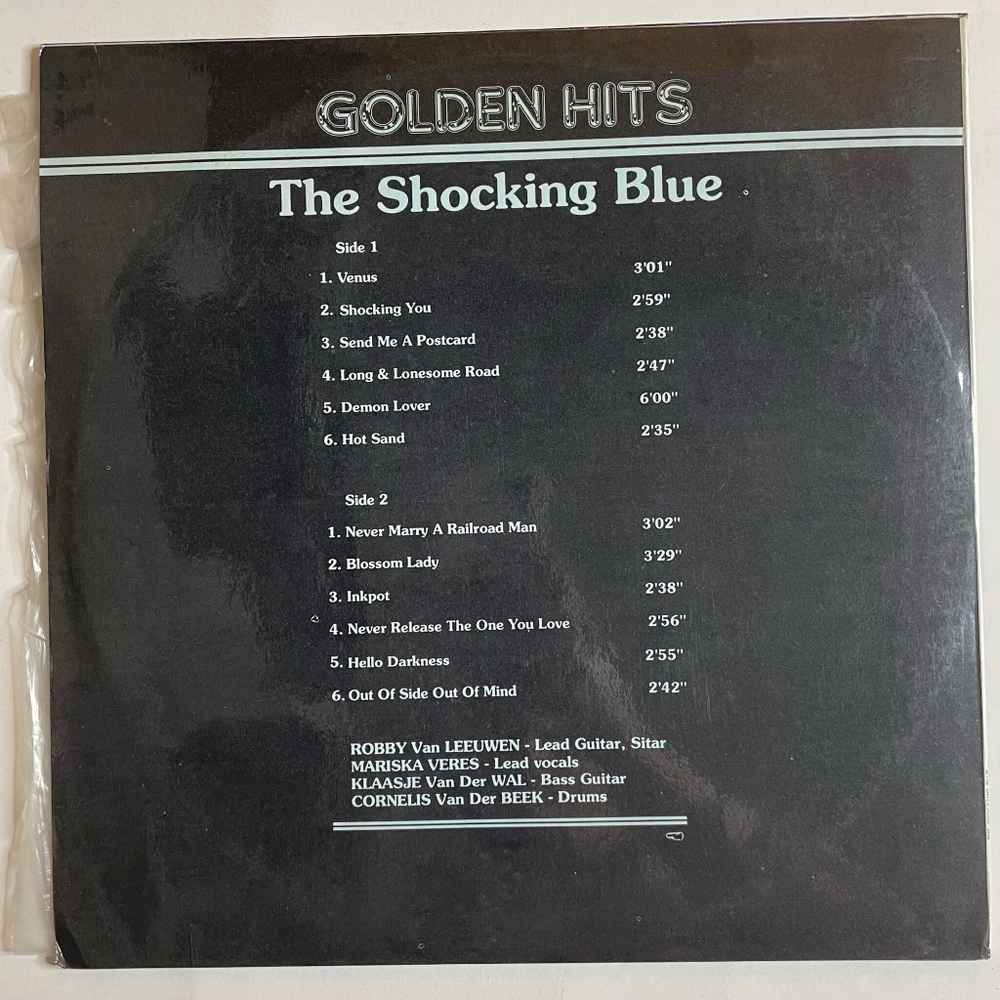 GOLDEN HITS
The Shocking Blue
Side 1
1. Venus 3'01"
2. Shocking You 2'59"
3. Send Me A Postcard 2'38"
4. Long & Lonesome Road 2'47"
5. Demon Lover 6'00"
6. Hot Sand 2'35"
Side 2
1. Never Marry A Railroad Man 3'02"
2. Blossom Lady 3'29"
3. Inkpot 2'38"
4. Never Release The One You Love 2'56"
5. Hello Darkness 2'55"
6. Out Of Side Out Of Mind 2'42"
ROBBY Van LEEUWEN - Lead Guitar, Sitar
MARISKA VERES - Lead vocals
KLAASJE Van Der WAL - Bass Guitar
CORNELIS Van Der BEEK - Drums